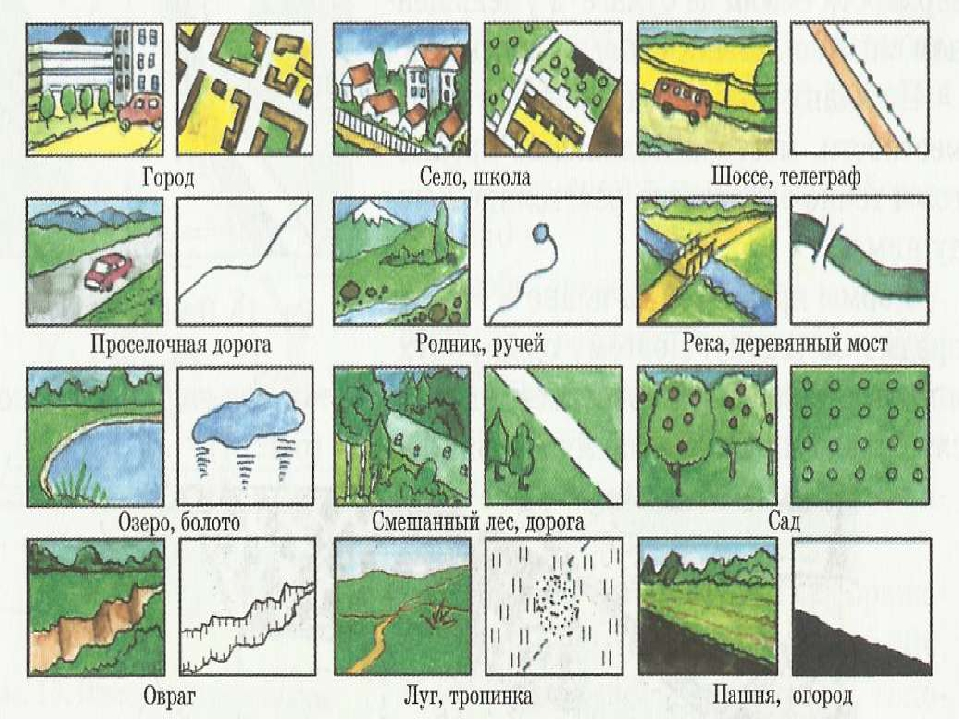 Город
Село, школа
Шоссе, телеграф
Проселочная дорога
Родник, ручей
Река, деревянный мост
Озеро, болото
Смешанный лес, дорога
Сад
Овраг
Луг, тропинка
Пашня, огород